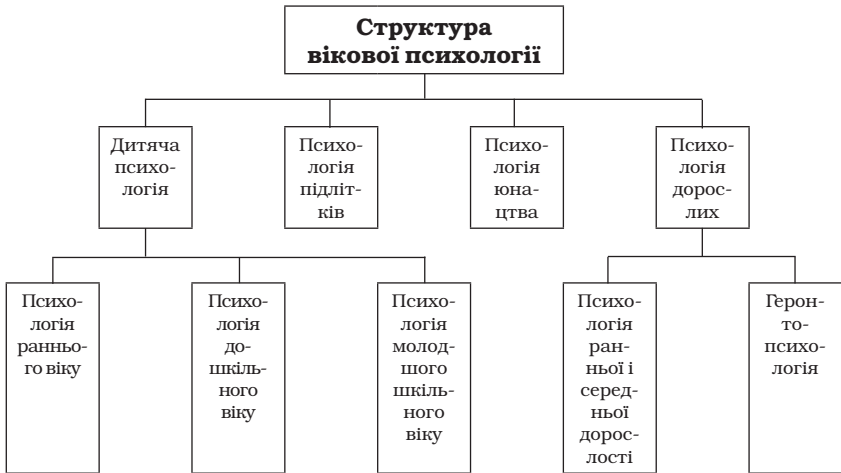 Структура
вікової психології
Дитяча
психо-
логія
Психо-
логія
підліт-
ків
Психо-
логія
юна-
цтва
Психо-
логія
дорос-
лих
Психо-
логія
ранньо-
го віку
Психо-
логія
до-
шкіль-
ного
віку
Психо-
логія
молод-
шого
шкіль-
ного
віку
Психо-
логія
ран-
ньої і
серед-
ньої
дорос-
лості
Герон-
то-
психо-
логія